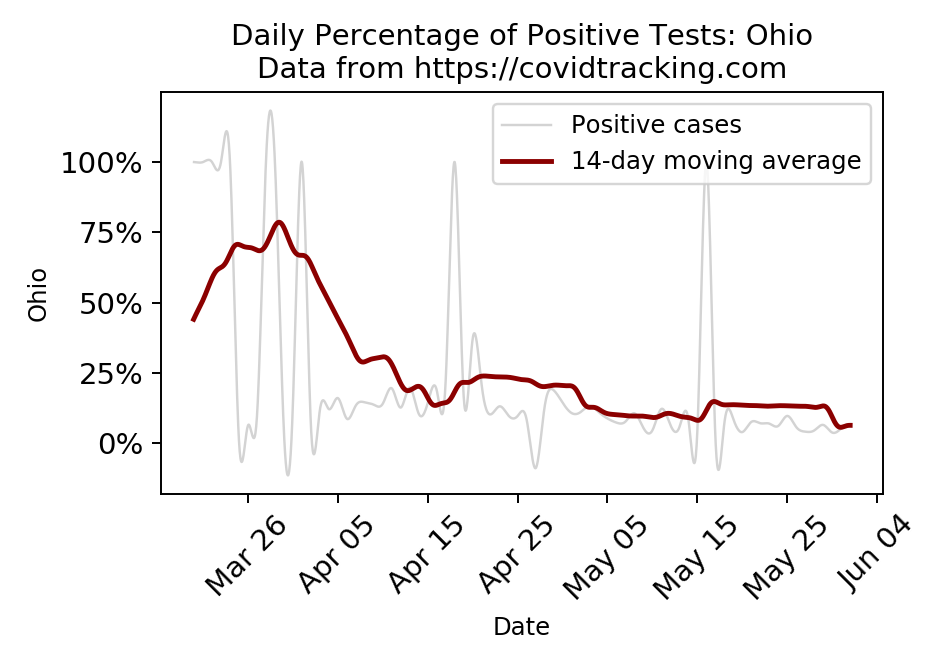 Daily Percentage of Positive Tests: Ohio
Data from https://covidtracking.com
Positive cases
14-day moving average
100%
75%
50%
25%
0%
Ohio
Mar 26
Apr 05
Apr 15
Apr 25
May 05
May 15
May 25
Jun 04
Date